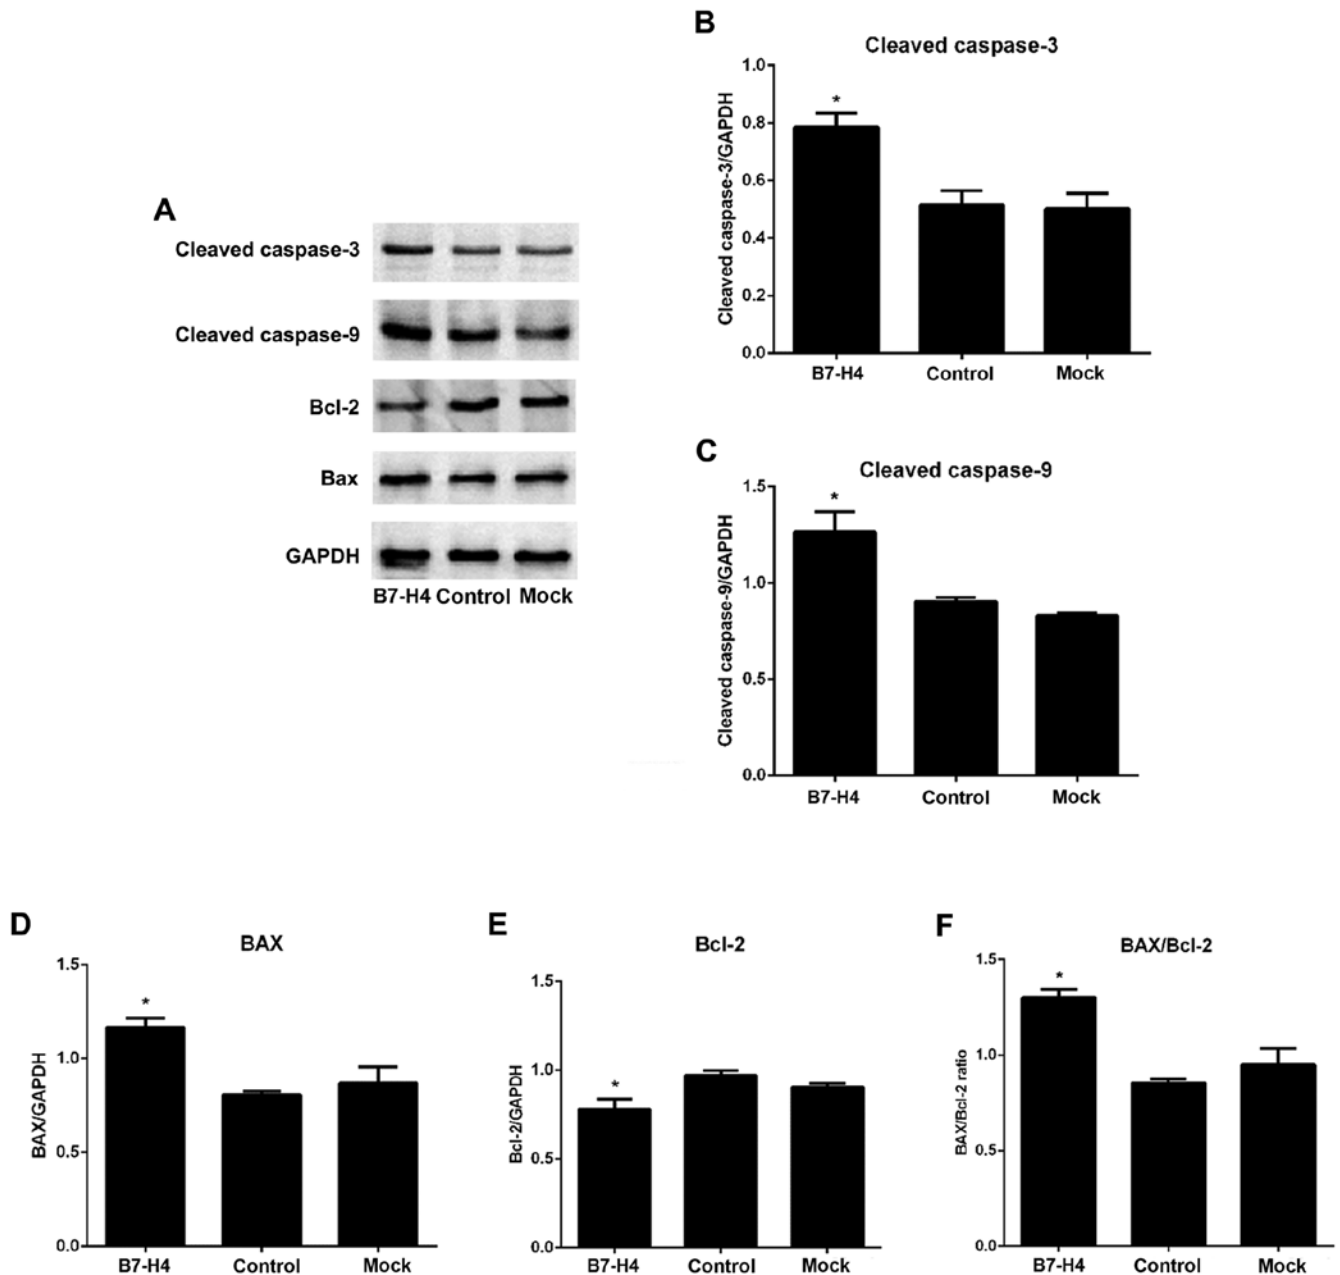 A
Cleaved caspase-3
Cleaved caspase-9
Bcl-2
Bax
GAPDH
B7-H4 Control Mock
B
Cleaved caspase-3
Cleaved caspase-3/GAPDH
1.0
0.8
0.6
0.4
0.2
0.0
*
B7-H4 Control Mock
C
Cleaved caspase-9
Cleaved caspase-9/GAPDH
1.5
1.0
0.5
0.0
*
B7-H4 Control Mock
D
BAX
BAX/GAPDH
1.5
1.0
0.5
0.0
*
B7-H4 Control Mock
E
Bcl-2
Bcl-2/GAPDH
1.5
1.0
0.5
0.0
*
B7-H4 Control Mock
F
BAX/Bcl-2
BAX/Bcl-2 ratio
1.5
1.0
0.5
0.0
*
B7-H4 Control Mock